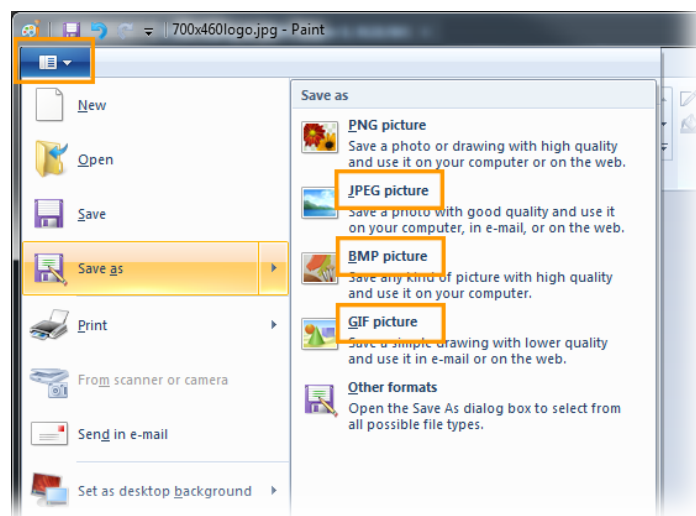 700x460logo.jpg - Paint
New
Open
Save
Save as
Print
From scanner or camera
Send in e-mail
Set as desktop background
Save as
PNG picture
Save a photo or drawing with high quality
and use it on your computer or on the web.
JPEG picture
Save a photo with good quality and use it
on your computer, in e-mail, or on the web.
BMP picture
Save any kind of picture with high quality
and use it on your computer.
GIF picture
Save a simple drawing with lower quality
and use it in e-mail or on the web.
Other formats
Open the Save As dialog box to select from
all possible file types.